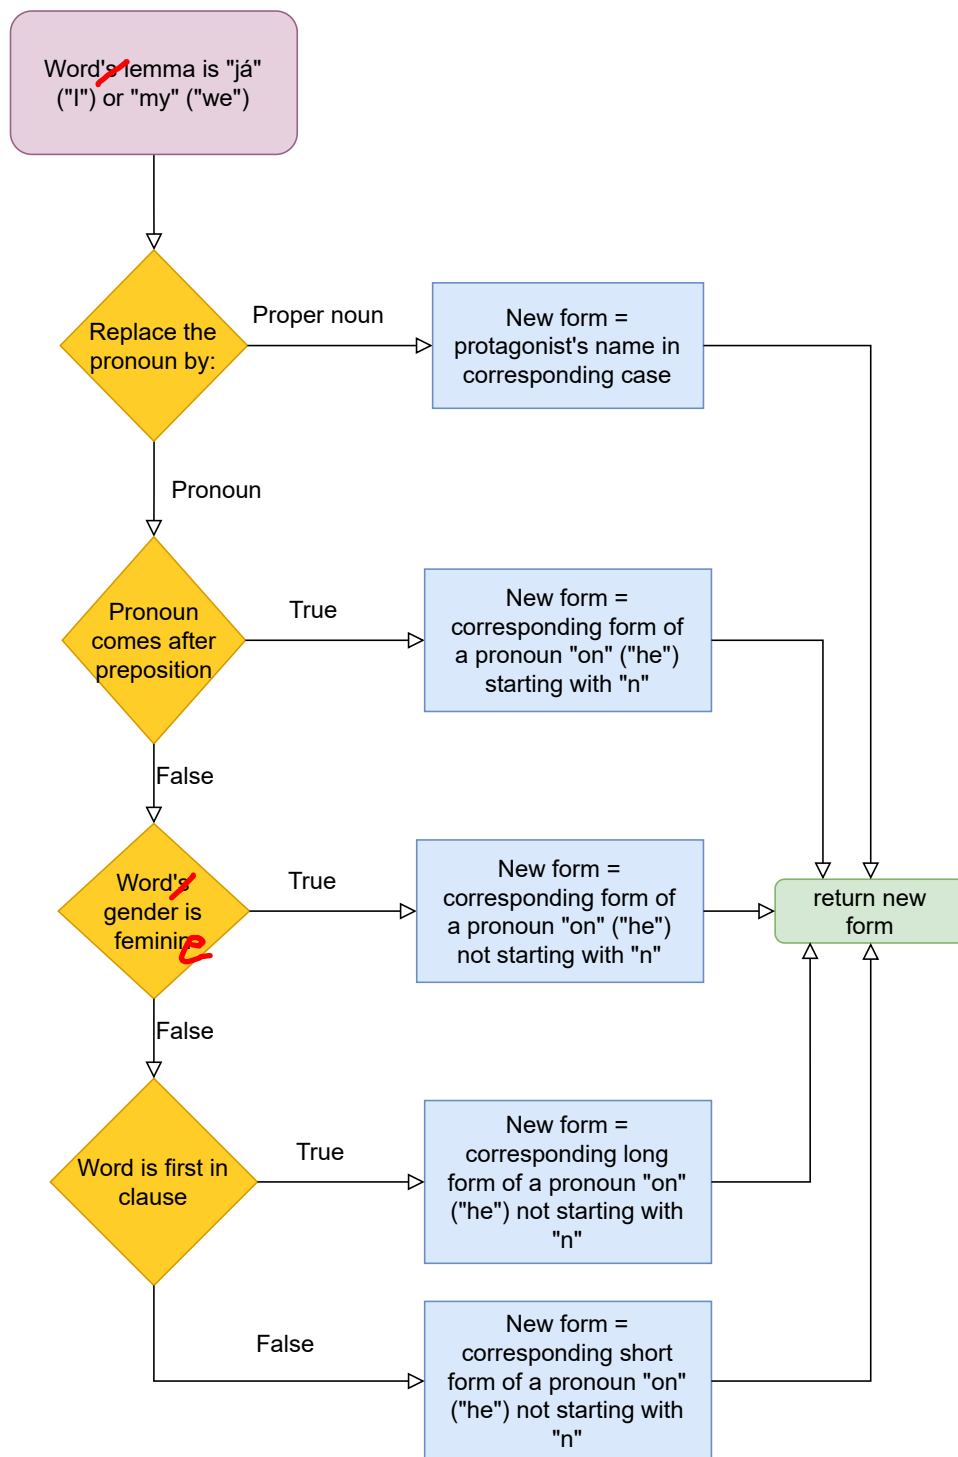 Word's lemma is "já"
("I") or "my" ("we")
Replace the
pronoun by:
Proper noun
New form =
protagonist's name in
corresponding case
Pronoun
Pronoun
comes after
preposition
True
New form =
corresponding form of
a pronoun "on" ("he")
starting with "n"
False
Word's
gender is
feminine
True
New form =
corresponding form of
a pronoun "on" ("he")
not starting with "n"
return new
form
False
Word is first in
clause
True
New form =
corresponding long
form of a pronoun "on"
("he") not starting with
"n"
False
New form =
corresponding short
form of a pronoun "on"
("he") not starting with
"n"